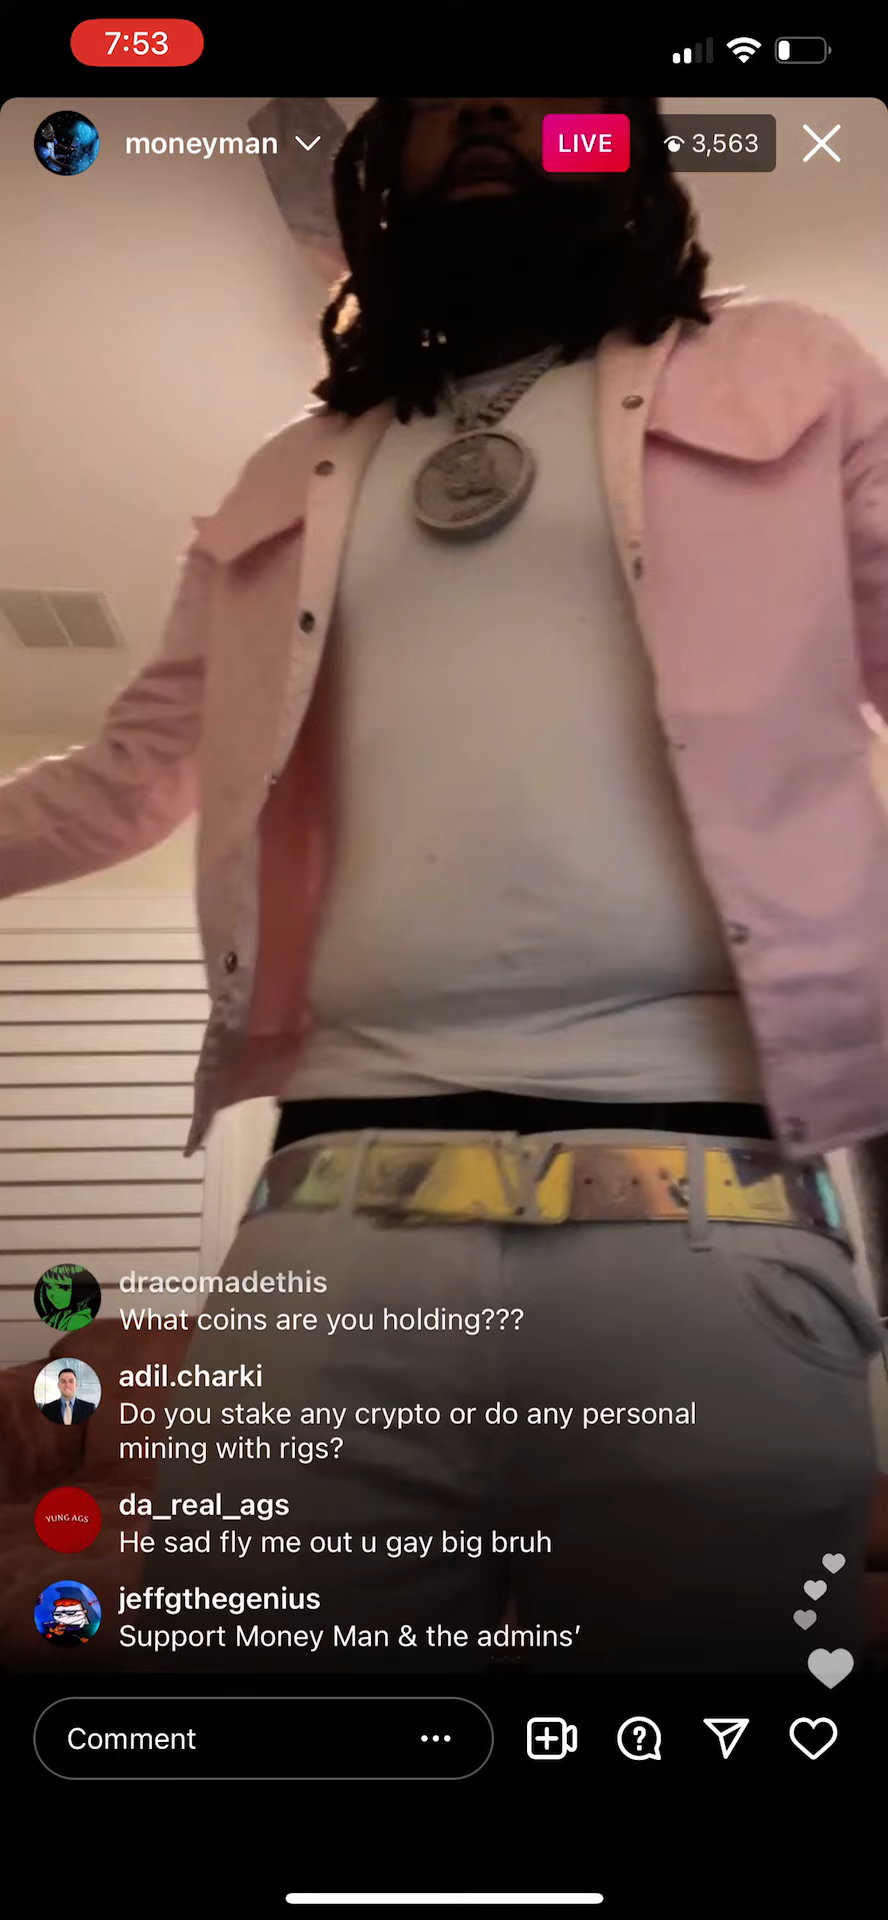 7:53
moneyman
LIVE
3,563
dracomadethis
What coins are you holding???
adil.charki
Do you stake any crypto or do any personal
mining with rigs?
YUNG AGS
da_real_ags
He sad fly me out u gay big bruh
jeffgthegenius
Support Money Man & the admins’
Comment